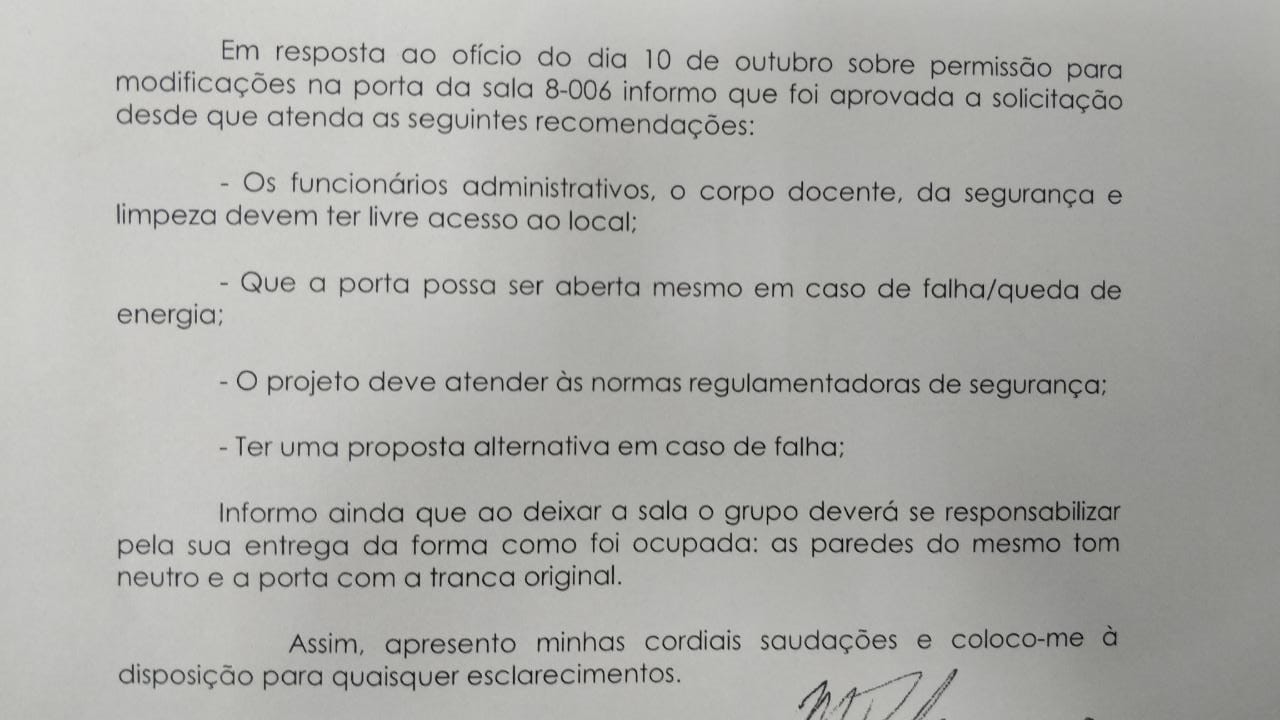 Em resposta ao ofício do dia 10 de outubro sobre permissão para
modificações na porta da sala 8-006 informo que foi aprovada a solicitação
desde que atenda as seguintes recomendações:
- Os funcionários administrativos, o corpo docente, da segurança e
limpeza devem ter livre acesso ao local;
- Que a porta possa ser aberta mesmo em caso de falha/queda de
energia;
- O projeto deve atender às normas regulamentadoras de segurança;
- Ter uma proposta alternativa em caso de falha;
Informo ainda que ao deixar a sala o grupo deverá se responsabilizar
pela sua entrega da forma como foi ocupada: as paredes do mesmo tom
neutro e a porta com a tranca original.
Assim, apresento minhas cordiais saudações e coloco-me à
disposição para quaisquer esclarecimentos.